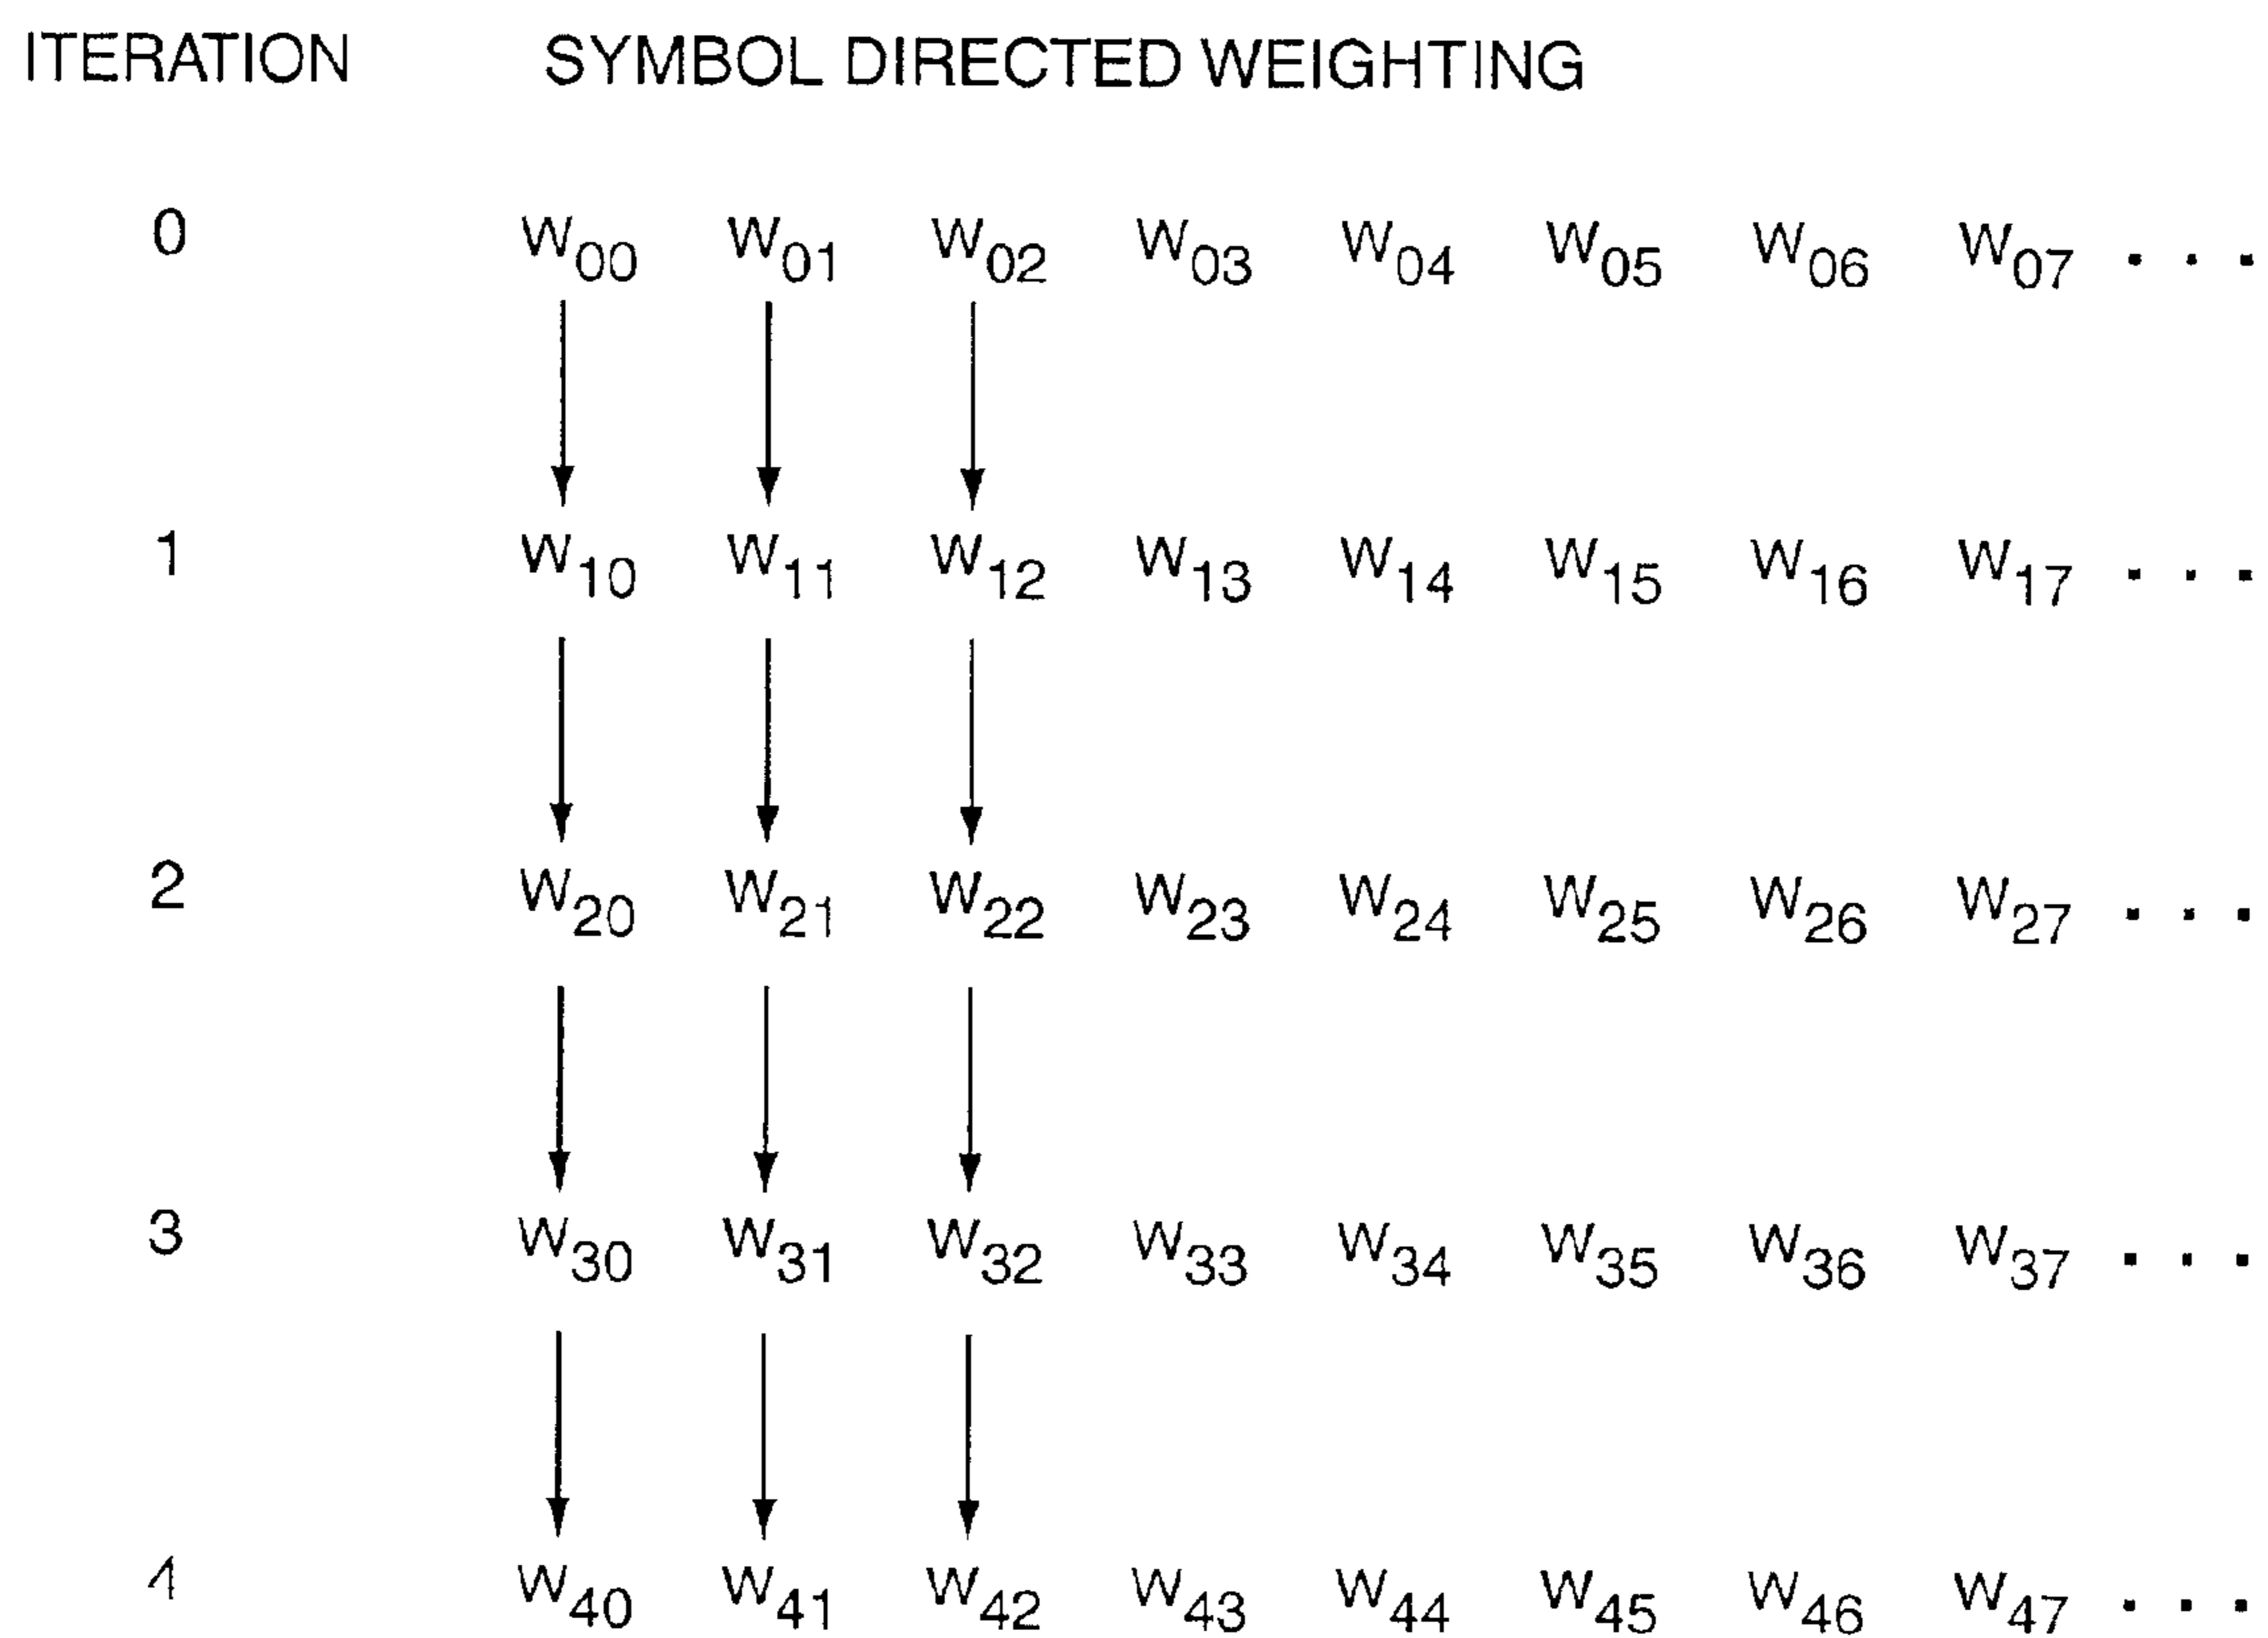 ITERATION SYMBOL DIRECTED WEIGHTING
0 W00 W01 W02 W03 W04 W05 W06 W07 . . .
1 W10 W11 W12 W13 W14 W15 W16 W17 . . .
2 W20 W21 W22 W23 W24 W25 W26 W27 . . .
3 W30 W31 W32 W33 W34 W35 W36 W37 . . .
4 W40 W41 W42 W43 W44 W45 W46 W47 . . .